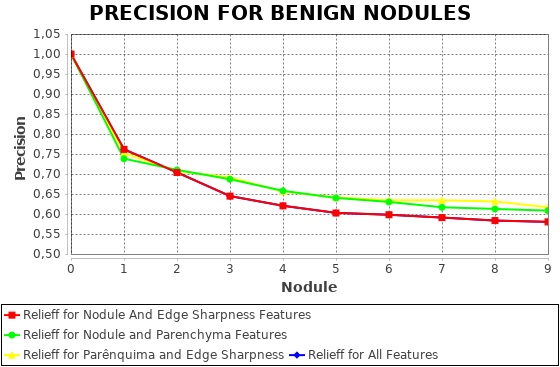 PRECISION FOR BENIGN NODULES
1,05
1,00
0,95
0,90
0,85
0,80
0,75
0,70
0,65
0,60
0,55
0,50
Precision
0 1 2 3 4 5 6 7 8 9
Nodule
Relieff for Nodule And Edge Sharpness Features
Relieff for Nodule and Parenchyma Features
Relieff for Parênquima and Edge Sharpness Relieff for All Features